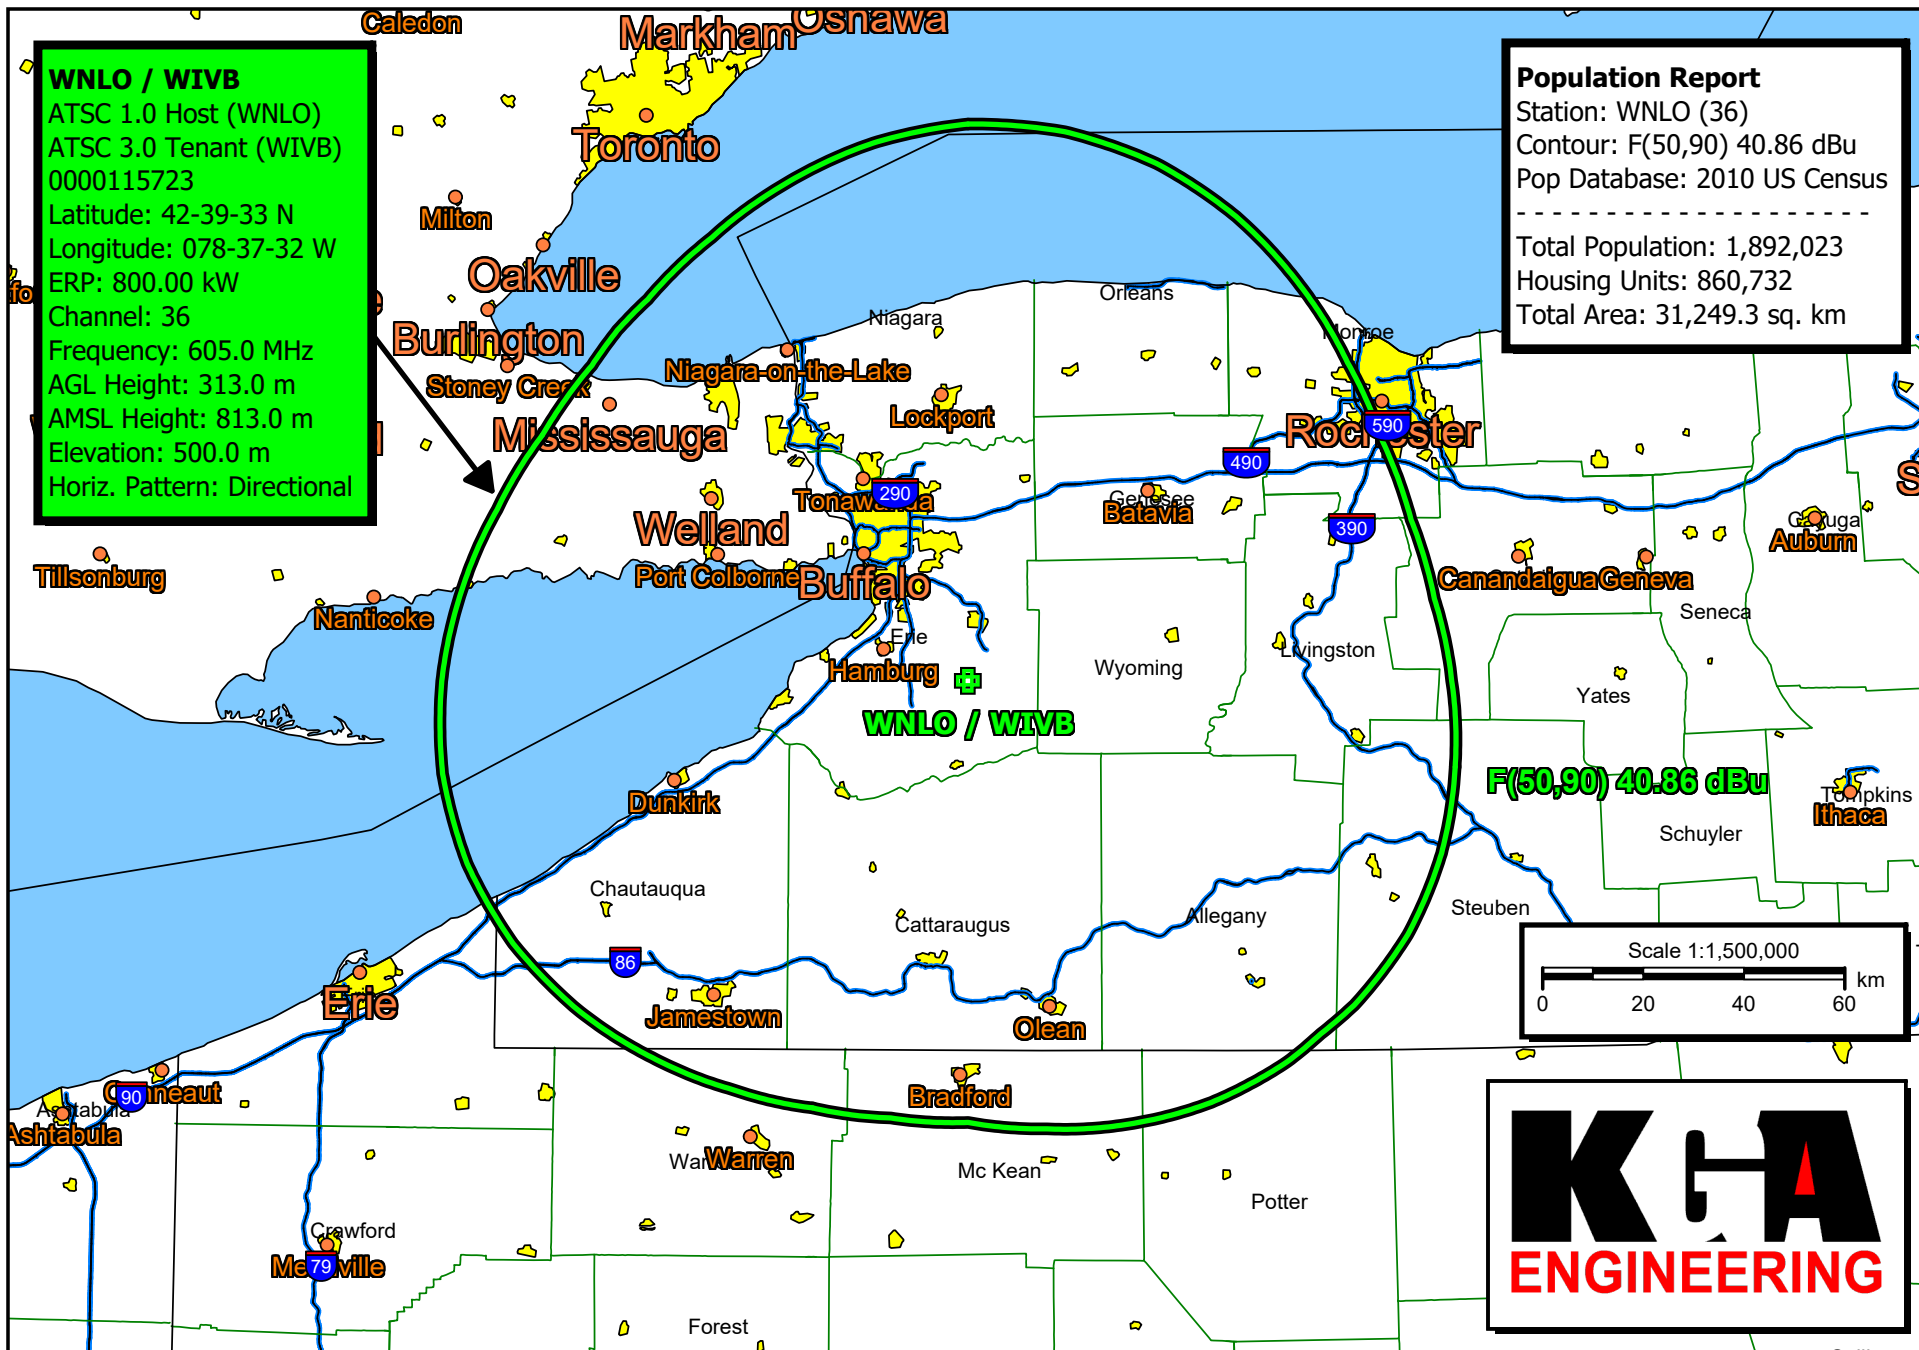 Caledon
Markham
Oshawa
WNLO / WIVB
ATSC 1.0 Host (WNLO)
ATSC 3.0 Tenant (WIVB)
0000115723
Latitude: 42-39-33 N
Longitude: 078-37-32 W
ERP: 800.00 kW
Channel: 36
Frequency: 605.0 MHz
AGL Height: 313.0 m
AMSL Height: 813.0 m
Elevation: 500.0 m
Horiz. Pattern: Directional
Population Report
Station: WNLO (36)
Contour: F(50,90) 40.86 dBu
Pop Database: 2010 US Census
- - - - - - - - - - - - - - - - - - - -
Total Population: 1,892,023
Housing Units: 860,732
Total Area: 31,249.3 sq. km
Toronto
Milton
Oakville
Burlington
Stoney Creek
Mississauga
Niagara
Orleans
Monroe
Niagara-on-the-Lake
Lockport
Rochester
590
490
290
Tonawanda
Genesee
Batavia
390
Welland
Port Colborne
Buffalo
Cayuga
Auburn
Tillsonburg
Nanticoke
Canandaigua
Geneva
Seneca
Erie
Hamburg
Wyoming
Livingston
Yates
WNLO / WIVB
F(50,90) 40.86 dBu
Dunkirk
Tompkins
Ithaca
Schuyler
Chautauqua
Cattaraugus
Allegany
Steuben
86
Erie
Jamestown
Olean
Scale 1:1,500,000
0 20 40 60 km
90
Conneaut
Ashtabula
Ashtabula
Bradford
Warren
Mc Kean
Potter
Crawford
Meadville
79
Forest
KGA
ENGINEERING